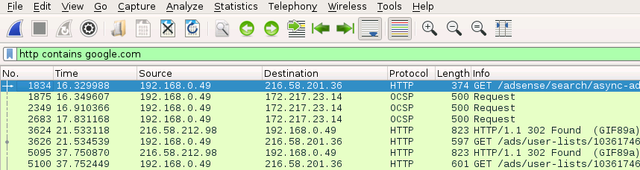 File Edit View Go Capture Analyze Statistics Telephony Wireless Tools Help
http contains google.com
No. Time Source Destination Protocol Length Info
1834 16.329988 192.168.0.49 216.58.201.36 HTTP 374 GET /adsense/search/async-ad
1875 16.349607 192.168.0.49 172.217.23.14 OCSP 500 Request
2349 16.910366 192.168.0.49 172.217.23.14 OCSP 500 Request
2683 17.831168 192.168.0.49 172.217.23.14 OCSP 500 Request
3624 21.533118 216.58.212.98 192.168.0.49 HTTP 823 HTTP/1.1 302 Found (GIF89a)
3626 21.534539 192.168.0.49 216.58.201.36 HTTP 597 GET /ads/user-lists/10361746
5095 37.750870 216.58.212.98 192.168.0.49 HTTP 823 HTTP/1.1 302 Found (GIF89a)
5100 37.752449 192.168.0.49 216.58.201.36 HTTP 601 GET /ads/user-lists/10361746